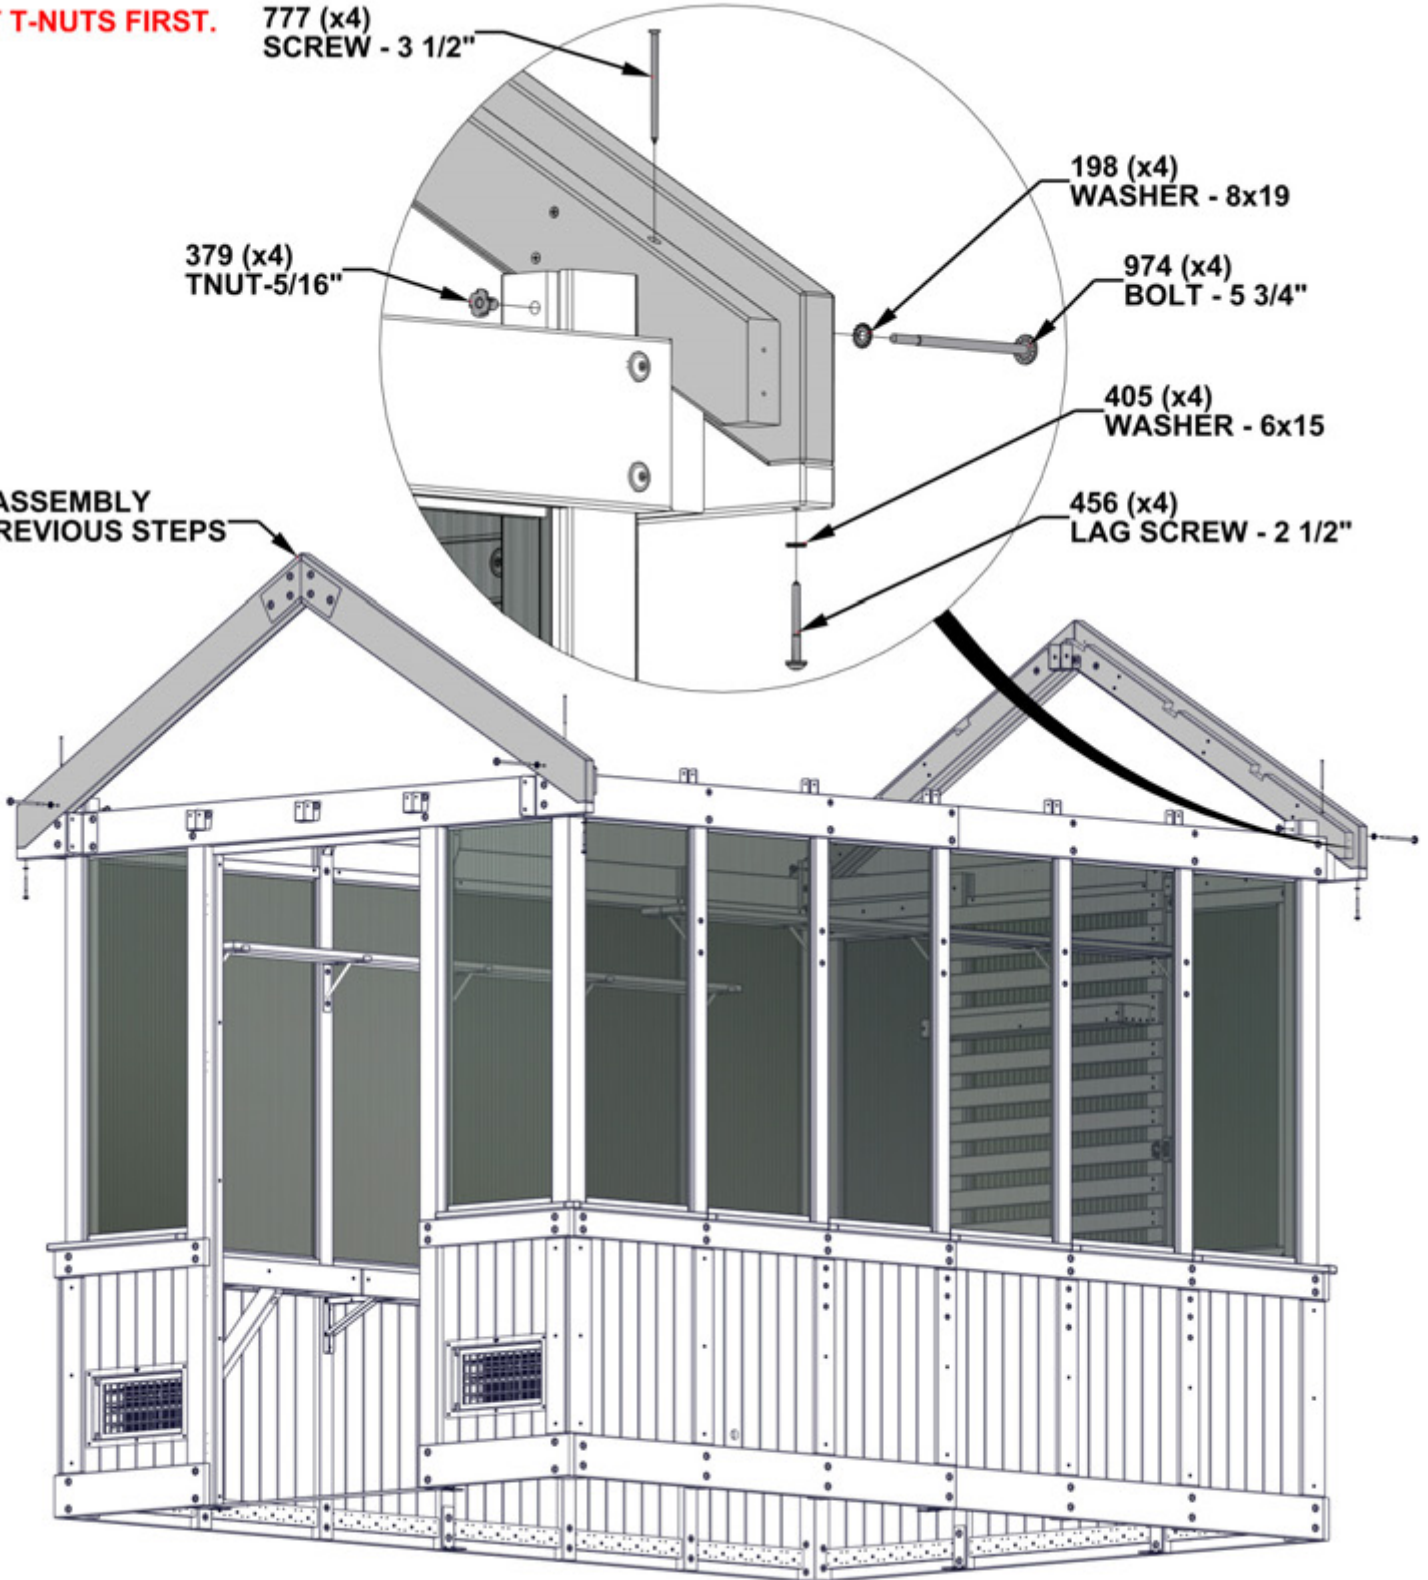 T-NUTS FIRST.
777 (x4)
SCREW - 3 1/2"
198 (x4)
WASHER - 8x19
379 (x4)
TNUT-5/16"
974 (x4)
BOLT - 5 3/4"
405 (x4)
WASHER - 6x15
ASSEMBLY
REVIOUS STEPS
456 (x4)
LAG SCREW - 2 1/2"